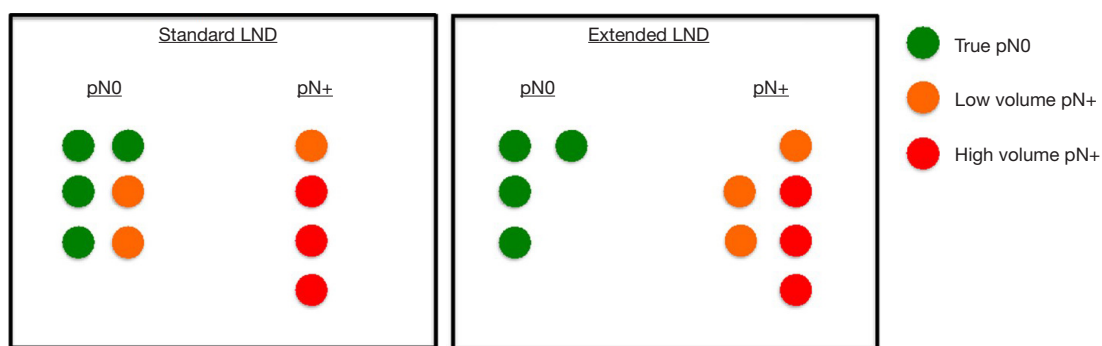 Standard LND
pN0
pN+
Extended LND
pN0
pN+
True pN0
Low volume pN+
High volume pN+